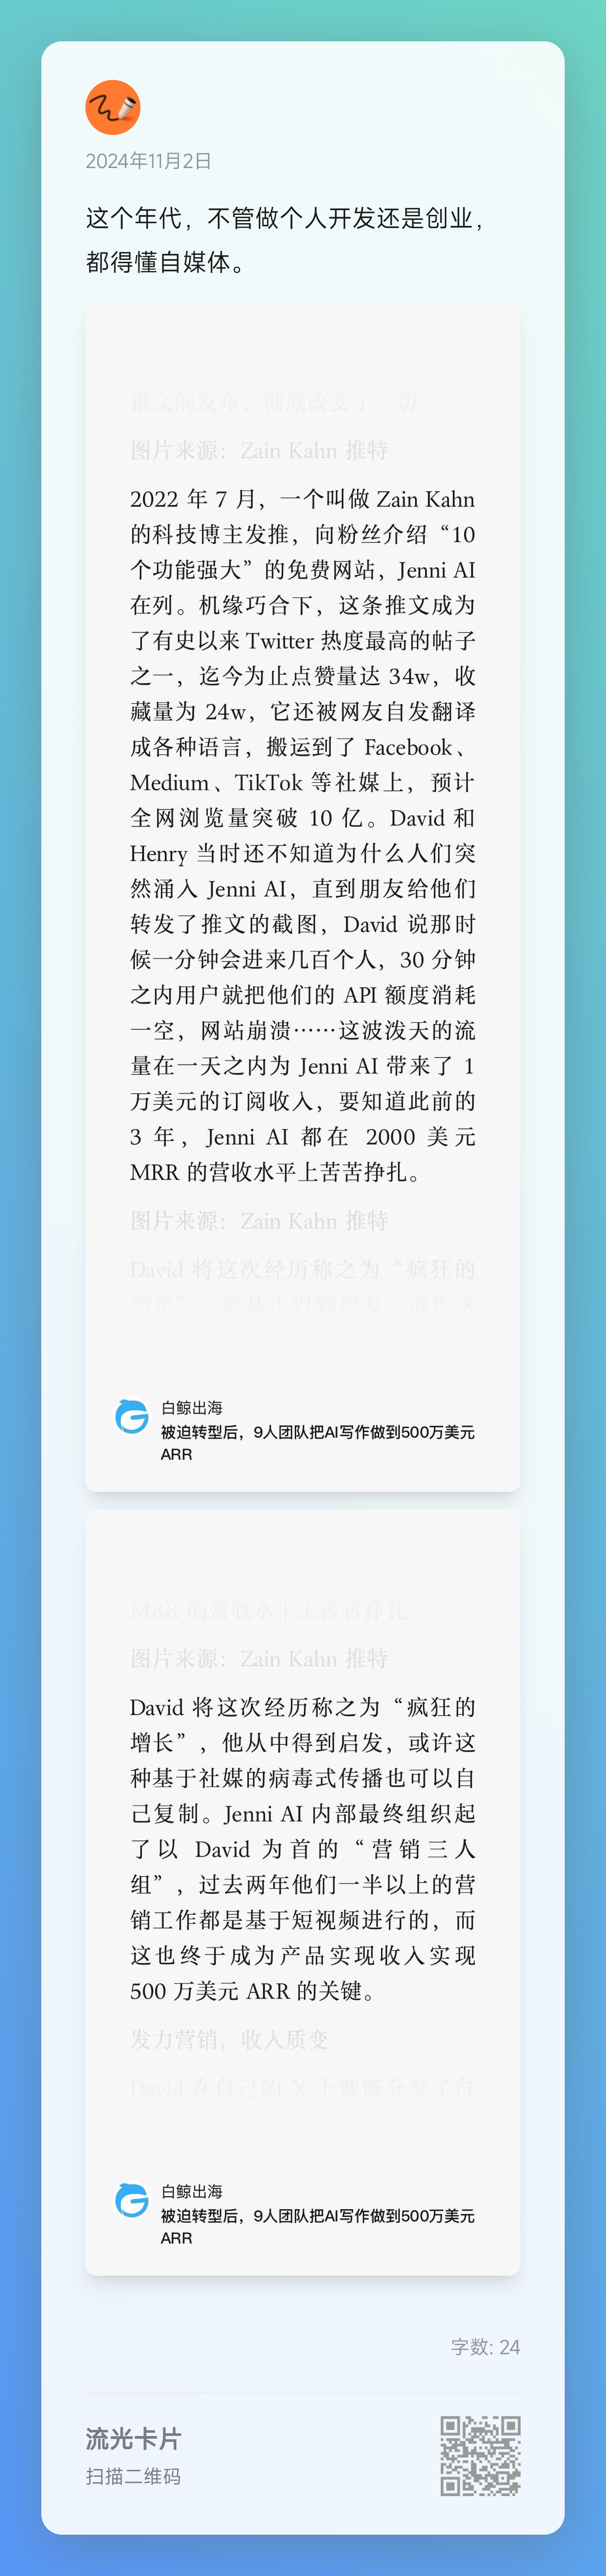 2024年11月2日
这个年代，不管做个人开发还是创业，
都得懂自媒体。
推文的发布，彻底改变了一切。
图片来源：Zain Kahn 推特
2022 年 7 月，一个叫做 Zain Kahn
的科技博主发推，向粉丝介绍“10
个功能强大”的免费网站，Jenni AI
在列。机缘巧合下，这条推文成为
了有史以来 Twitter 热度最高的帖子
之一，迄今为止点赞量达 34w，收
藏量为 24w，它还被网友自发翻译
成各种语言，搬运到了 Facebook、
Medium、TikTok 等社媒上，预计
全网浏览量突破 10 亿。David 和
Henry 当时还不知道为什么人们突
然涌入 Jenni AI，直到朋友给他们
转发了推文的截图，David 说那时
候一分钟会进来几百个人，30 分钟
之内用户就把他们的 API 额度消耗
一空，网站崩溃……这波泼天的流
量在一天之内为 Jenni AI 带来了 1
万美元的订阅收入，要知道此前的
3 年，Jenni AI 都在 2000 美元
MRR 的营收水平上苦苦挣扎。
图片来源：Zain Kahn 推特
David 将这次经历称之为“疯狂的
增长”，他从中得到启发，或许这
白鲸出海
被迫转型后，9人团队把AI写作做到500万美元
ARR
MRR 的营收水平上苦苦挣扎。
图片来源：Zain Kahn 推特
David 将这次经历称之为“疯狂的
增长”，他从中得到启发，或许这
种基于社媒的病毒式传播也可以自
己复制。Jenni AI 内部最终组织起
了以 David 为首的“营销三人
组”，过去两年他们一半以上的营
销工作都是基于短视频进行的，而
这也终于成为产品实现收入实现
500 万美元 ARR 的关键。
发力营销，收入质变
David 在自己的 X 上慷慨分享了自
白鲸出海
被迫转型后，9人团队把AI写作做到500万美元
ARR
字数: 24
流光卡片
扫描二维码